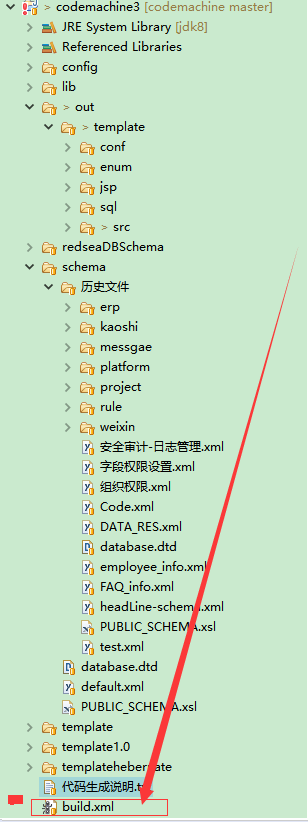 codemachine3 [codemachine master]
JRE System Library [jdk8]
Referenced Libraries
config
lib
out
template
conf
enum
jsp
sql
src
redseaDBSchema
schema
历史文件
erp
kaoshi
messgae
platform
project
rule
weixin
安全审计-日志管理.xml
字段权限设置.xml
组织权限.xml
Code.xml
DATA_RES.xml
database.dtd
employee_info.xml
FAQ_info.xml
headLine-schema.xml
PUBLIC_SCHEMA.xsl
test.xml
database.dtd
default.xml
PUBLIC_SCHEMA.xsl
template
template1.0
templatehebernate
代码生成说明.t
build.xml